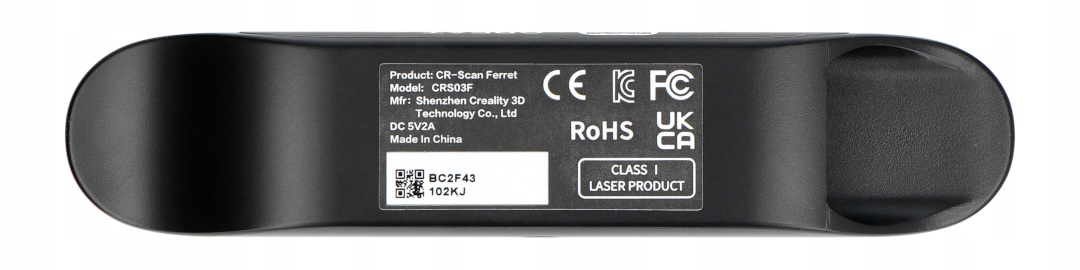 Product: CR-Scan Ferret
Model: CRS03F
Mfr: Shenzhen Creality 3D
Technology Co., Ltd
DC 5V2A
Made In China
BC2F43
102KJ
CE FC
RoHS UK
CA
CLASS I
LASER PRODUCT